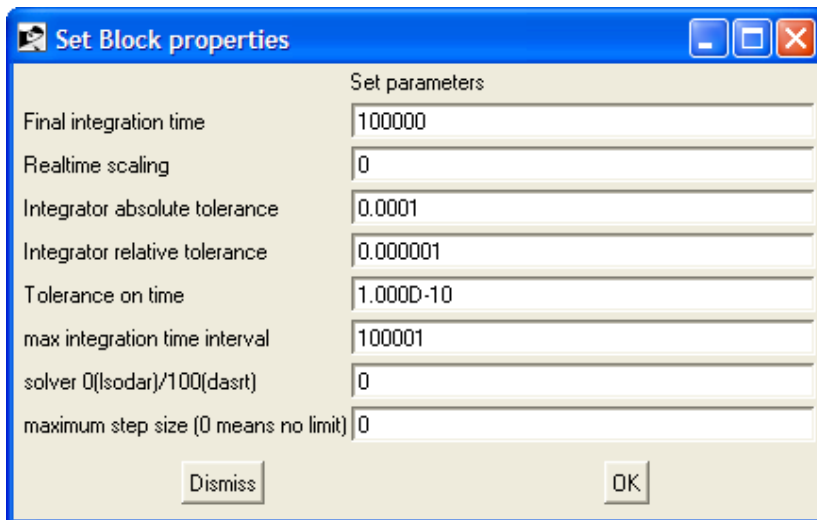 Set Block properties
Set parameters
Final integration time 100000
Realtime scaling 0
Integrator absolute tolerance 0.0001
Integrator relative tolerance 0.000001
Tolerance on time 1.000D-10
max integration time interval 100001
solver 0(lsodar)/100(dasrt) 0
maximum step size (0 means no limit) 0
Dismiss OK